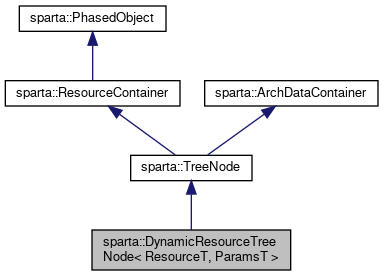 sparta::PhasedObject
sparta::ResourceContainer
sparta::ArchDataContainer
sparta::TreeNode
sparta::DynamicResourceTree
Node< ResourceT, ParamsT >